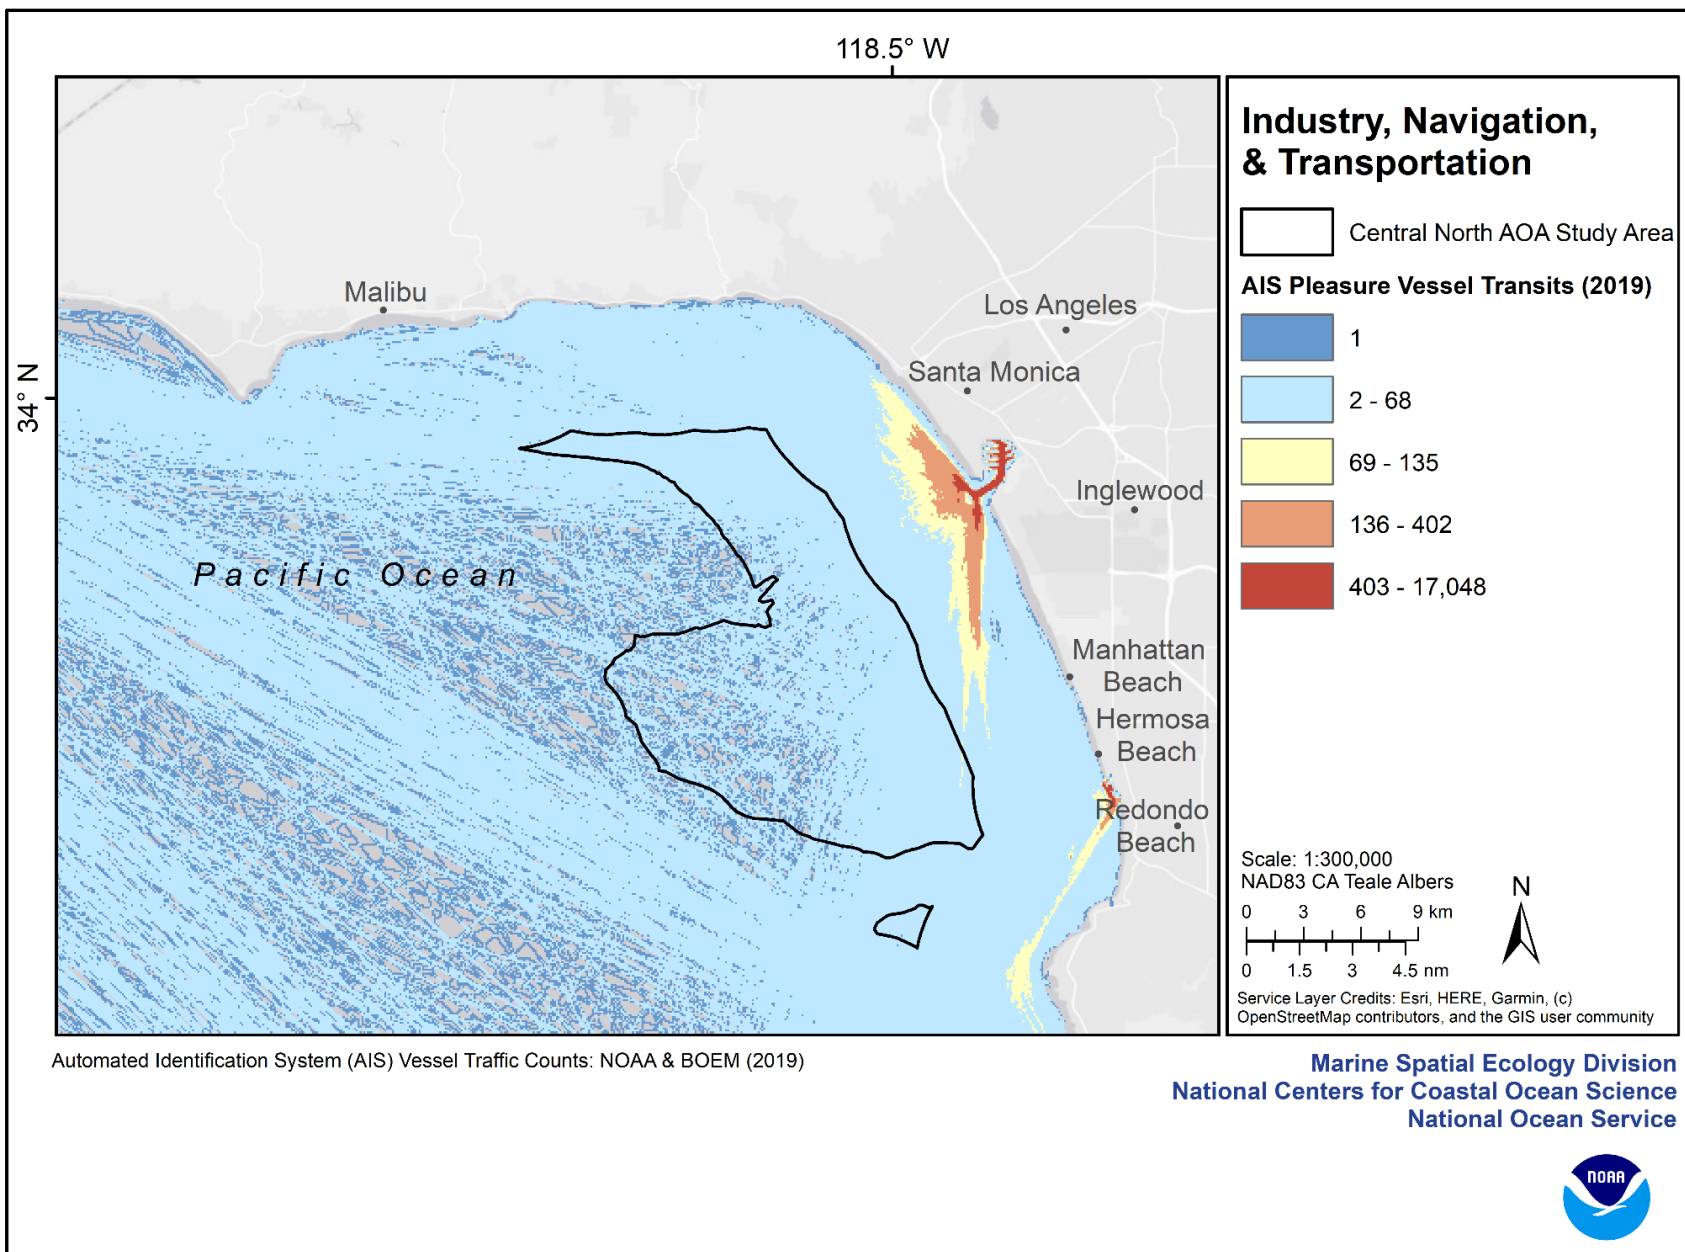 118.5° W
34° N
Malibu
Los Angeles
Santa Monica
Inglewood
Pacific Ocean
Manhattan
Beach
Hermosa
Beach
Redondo
Beach
Industry, Navigation,
& Transportation
Central North AOA Study Area
AIS Pleasure Vessel Transits (2019)
1
2 - 68
69 - 135
136 - 402
403 - 17,048
Scale: 1:300,000
NAD83 CA Teale Albers
0 3 6 9 km
0 1.5 3 4.5 nm
N
Service Layer Credits: Esri, HERE, Garmin, (c)
OpenStreetMap contributors, and the GIS user community
Automated Identification System (AIS) Vessel Traffic Counts: NOAA & BOEM (2019)
Marine Spatial Ecology Division
National Centers for Coastal Ocean Science
National Ocean Service
NOAA